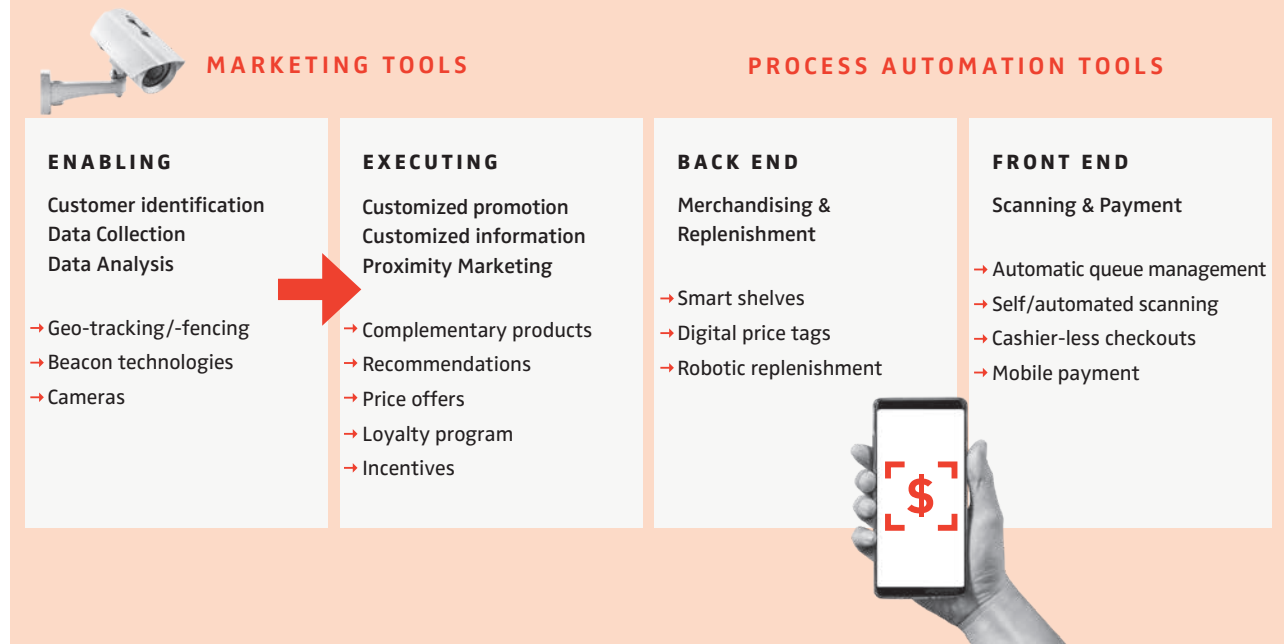 MARKETING TOOLS
PROCESS AUTOMATION TOOLS
ENABLING
Customer identification
Data Collection
Data Analysis
→ Geo-tracking/-fencing
→ Beacon technologies
→ Cameras
EXECUTING
Customized promotion
Customized information
Proximity Marketing
→ Complementary products
→ Recommendations
→ Price offers
→ Loyalty program
→ Incentives
BACK END
Merchandising &
Replenishment
→ Smart shelves
→ Digital price tags
→ Robotic replenishment
FRONT END
Scanning & Payment
→ Automatic queue management
→ Self/automated scanning
→ Cashier-less checkouts
→ Mobile payment
$